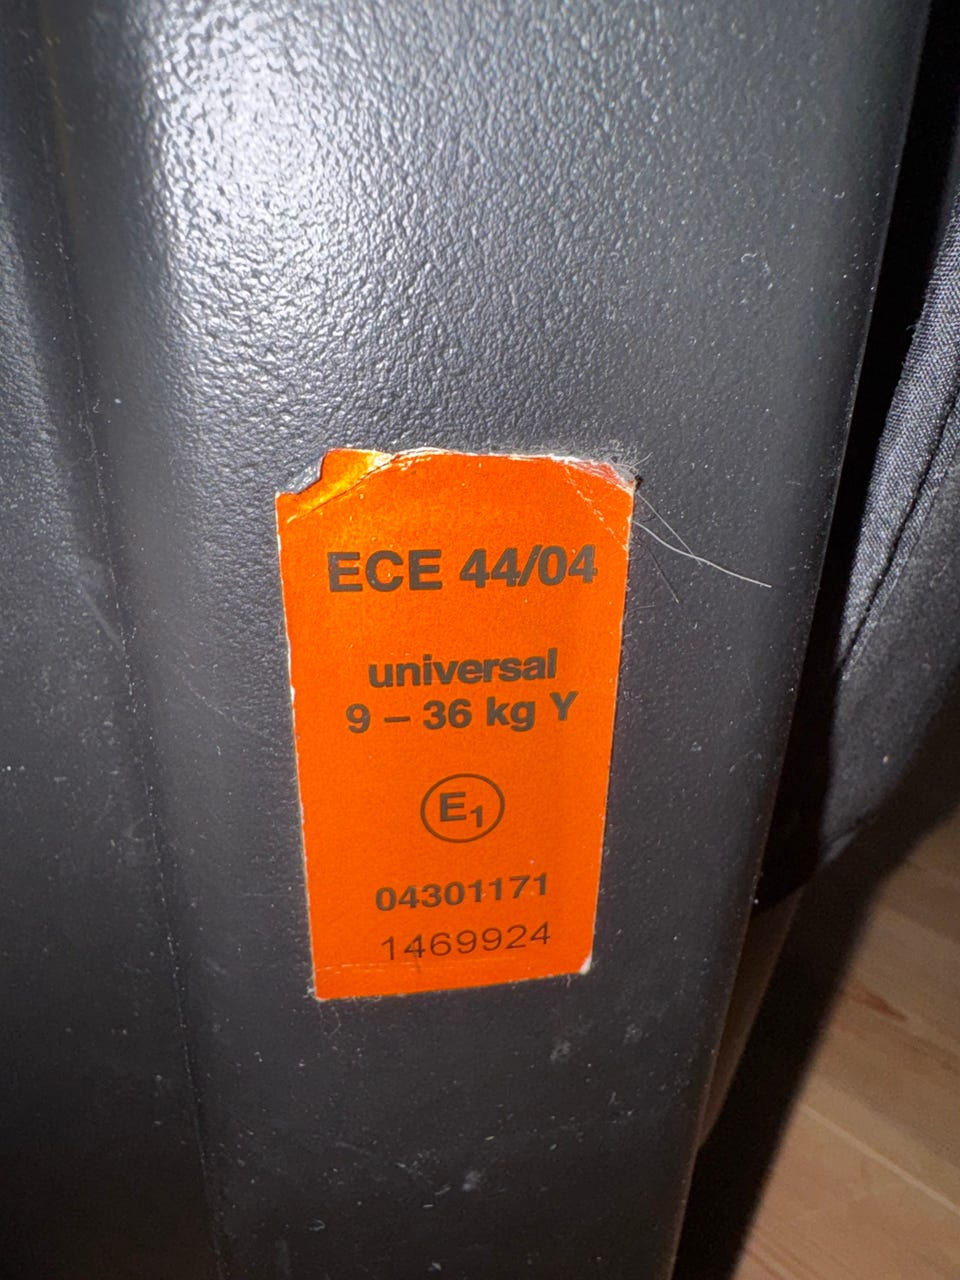 ECE 44/04
universal
9 – 36 kg Y
E1
04301171
1469924